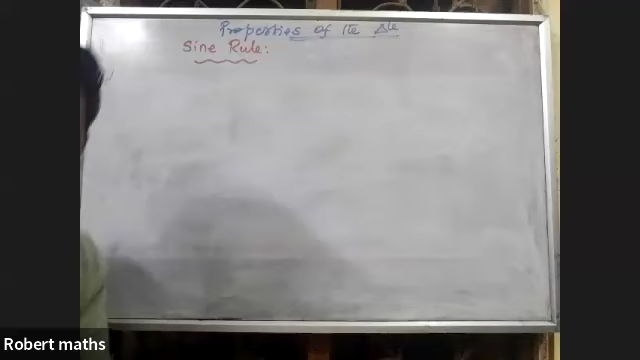 Properties of the Δle
Sine Rule:
Robert maths